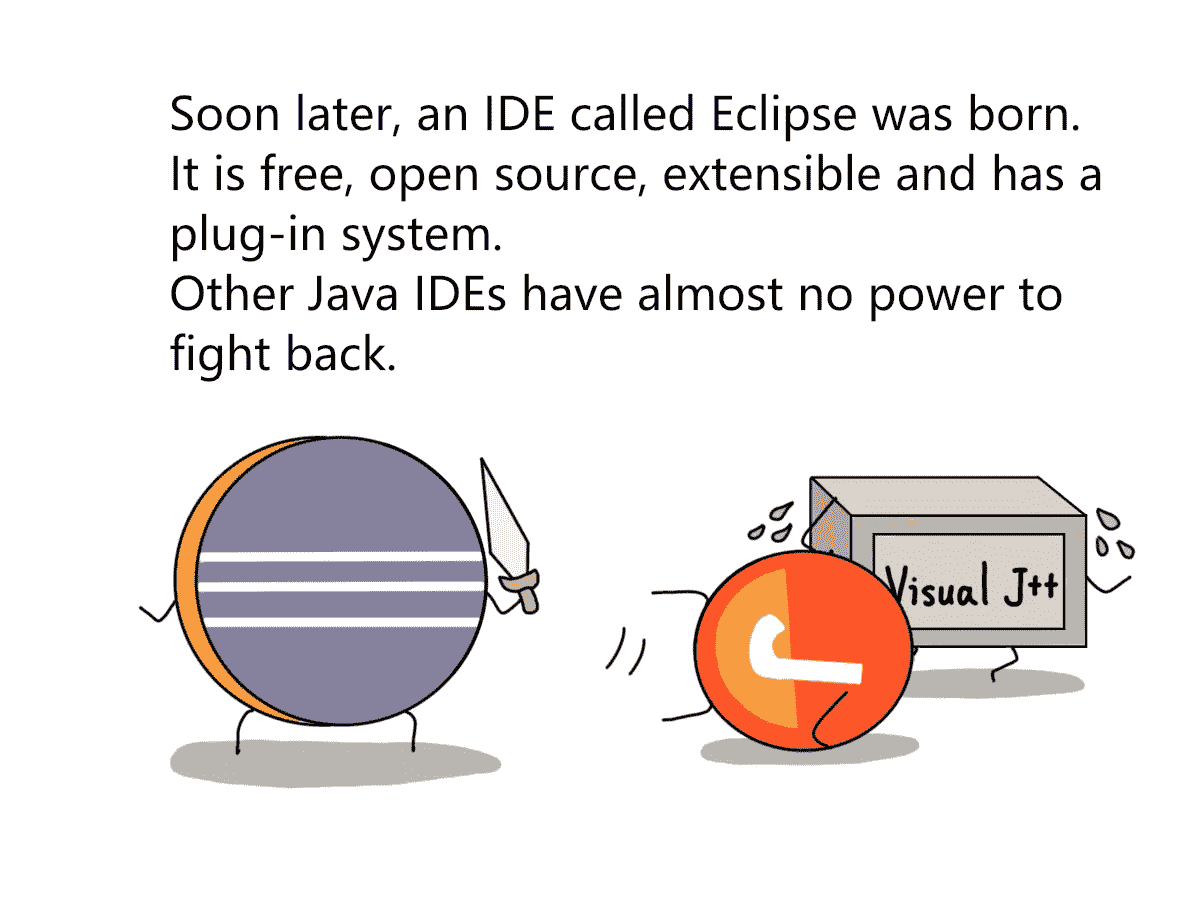 Soon later, an IDE called Eclipse was born.
It is free, open source, extensible and has a
plug-in system.
Other Java IDEs have almost no power to
fight back.
Visual J++